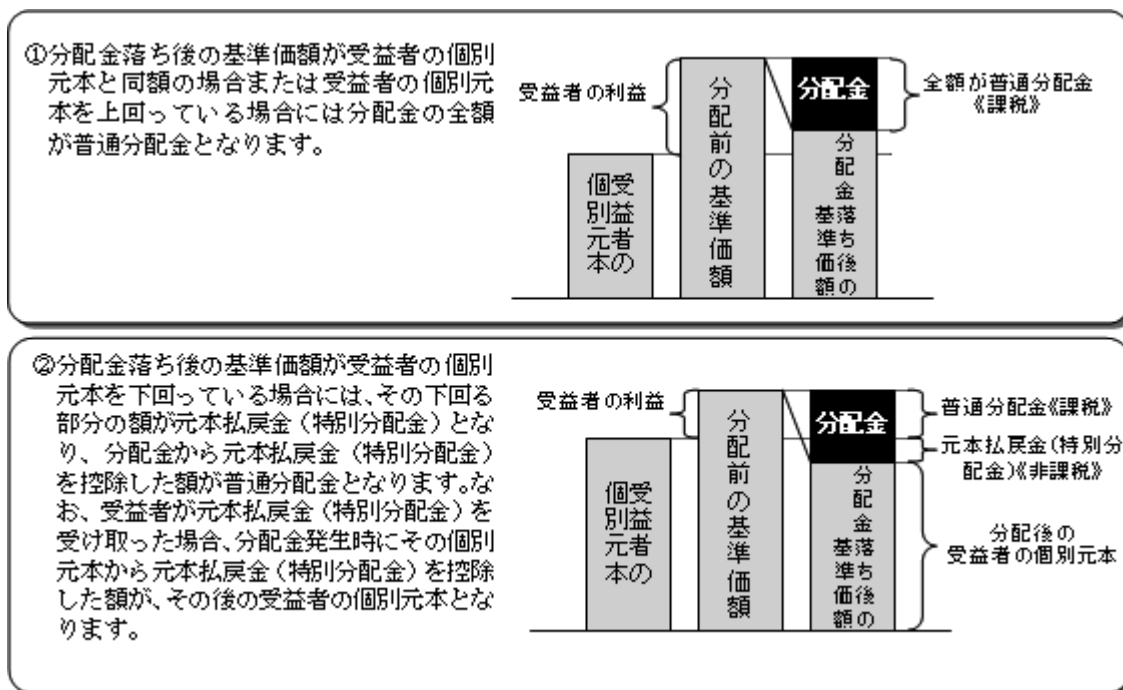 ①分配金落ち後の基準価額が受益者の個別
元本と同額の場合または受益者の個別元
本を上回っている場合には分配金の全額
が普通分配金となります。
受益者の利益
受益者の
個別元本
分配前の基準価額
分配金
分配金落ち後の
基準価額
全額が普通分配金
《課税》
②分配金落ち後の基準価額が受益者の個別
元本を下回っている場合には、その下回る
部分の額が元本払戻金（特別分配金）とな
り、分配金から元本払戻金（特別分配金）
を控除した額が普通分配金となります。な
お、受益者が元本払戻金（特別分配金）を
受け取った場合、分配金発生時にその個別
元本から元本払戻金（特別分配金）を控除
した額が、その後の受益者の個別元本とな
ります。
受益者の利益
受益者の
個別元本
分配前の基準価額
分配金
分配金落ち後の
基準価額
普通分配金《課税》
元本払戻金（特別分
配金）《非課税》
分配後の
受益者の個別元本